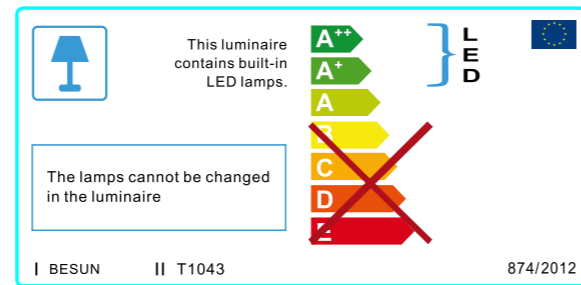 This luminaire
contains built-in
LED lamps.
A++
A+
A
B
C
D
E
L
E
D
The lamps cannot be changed
in the luminaire
I BESUN
II T1043
874/2012